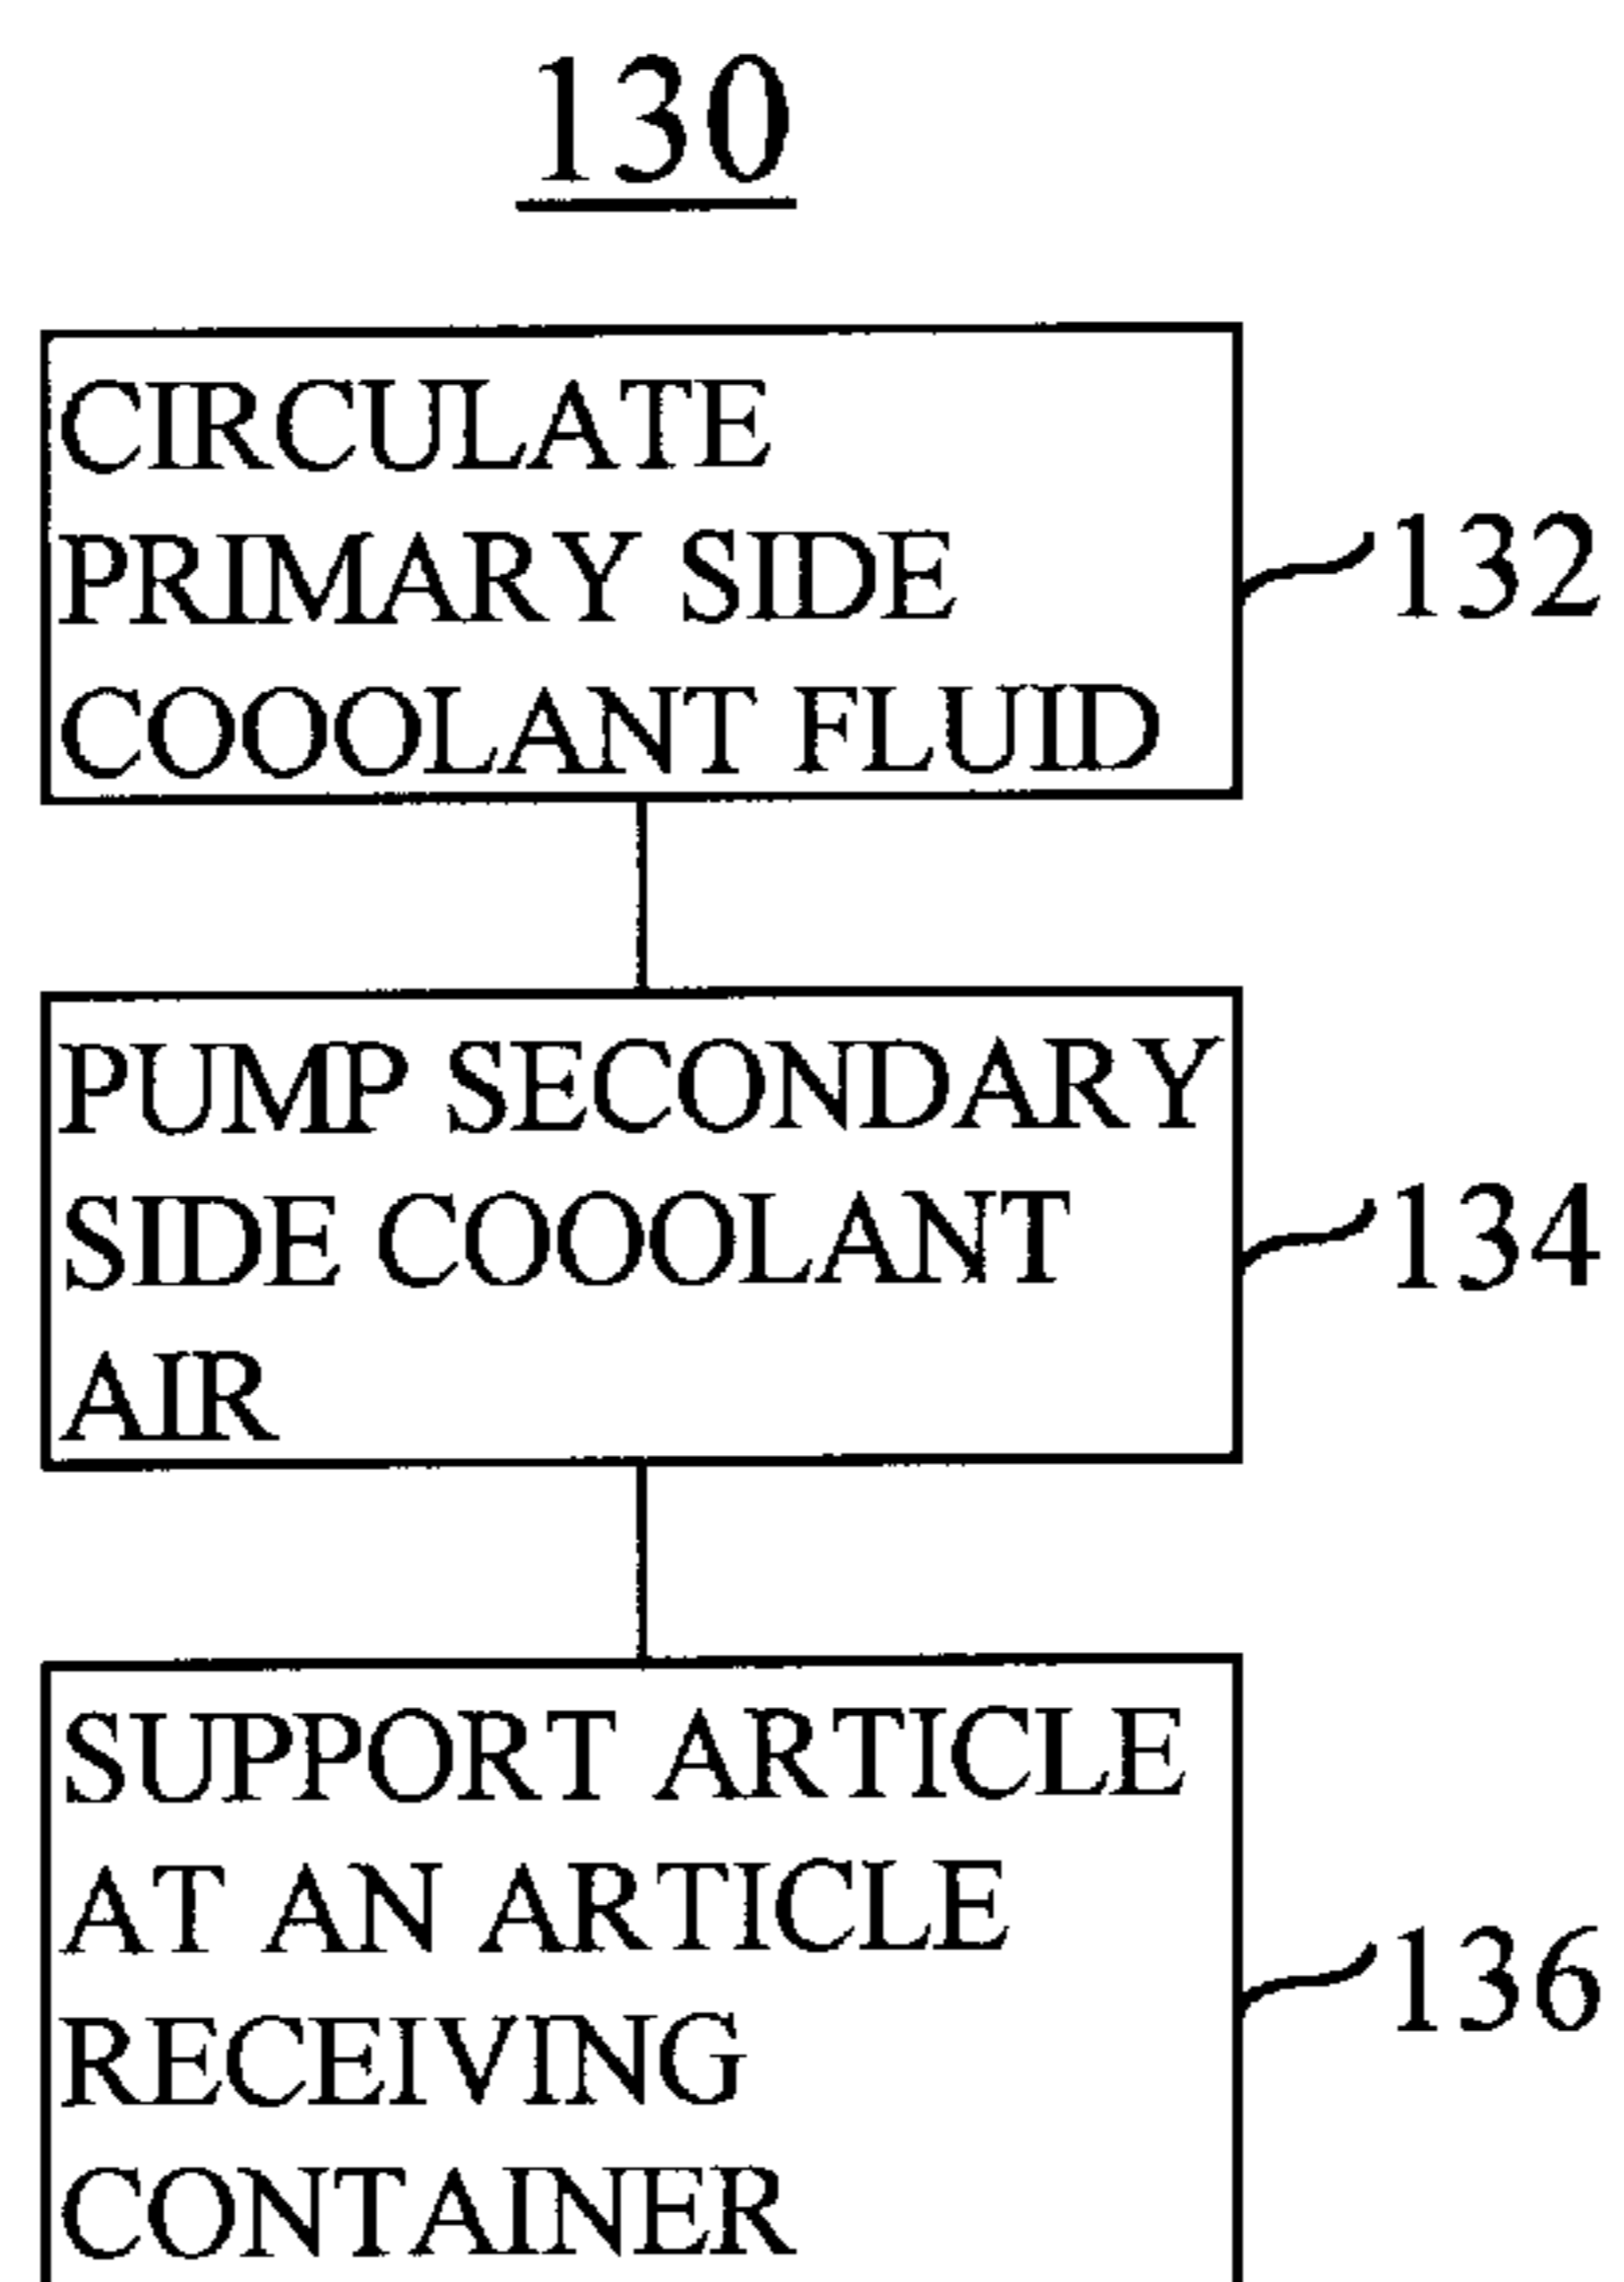 130
CIRCULATE
PRIMARY SIDE
COOOLANT FLUID
132
PUMP SECONDARY
SIDE COOOLANT
AIR
134
SUPPORT ARTICLE
AT AN ARTICLE
RECEIVING
CONTAINER
136